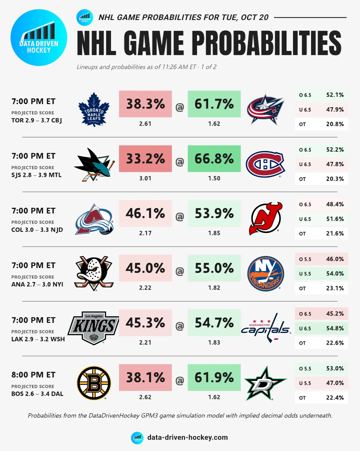 DATA DRIVEN
HOCKEY
NHL GAME PROBABILITIES FOR TUE, OCT 20
NHL GAME PROBABILITIES
Lineups and probabilities as of 11:26 AM ET · 1 of 2
7:00 PM ET
PROJECTED SCORE
TOR 2.9 – 3.7 CBJ
TORONTO
MAPLE
LEAFS
38.3% @ 61.7%
2.61 1.62
O 6.5 52.1%
U 6.5 47.9%
OT 20.8%
7:00 PM ET
PROJECTED SCORE
SJS 2.8 – 3.9 MTL
33.2% @ 66.8%
3.01 1.50
O 6.5 52.2%
U 6.5 47.8%
OT 20.3%
7:00 PM ET
PROJECTED SCORE
COL 3.0 – 3.3 NJD
46.1% @ 53.9%
2.17 1.85
O 6.5 48.4%
U 6.5 51.6%
OT 21.6%
7:00 PM ET
PROJECTED SCORE
ANA 2.7 – 3.0 NYI
45.0% @ 55.0%
2.22 1.82
O 5.5 46.0%
U 5.5 54.0%
OT 23.1%
7:00 PM ET
PROJECTED SCORE
LAK 2.9 – 3.2 WSH
LOS ANGELES
KINGS
45.3% @ 54.7%
2.21 1.83
WASHINGTON
capitals
O 6.5 45.2%
U 6.5 54.8%
OT 22.6%
8:00 PM ET
PROJECTED SCORE
BOS 2.6 – 3.4 DAL
B
38.1% @ 61.9%
2.62 1.62
D
O 5.5 53.0%
U 5.5 47.0%
OT 22.4%
Probabilities from the DataDrivenHockey GPM3 game simulation model with implied decimal odds underneath.
data-driven-hockey.com